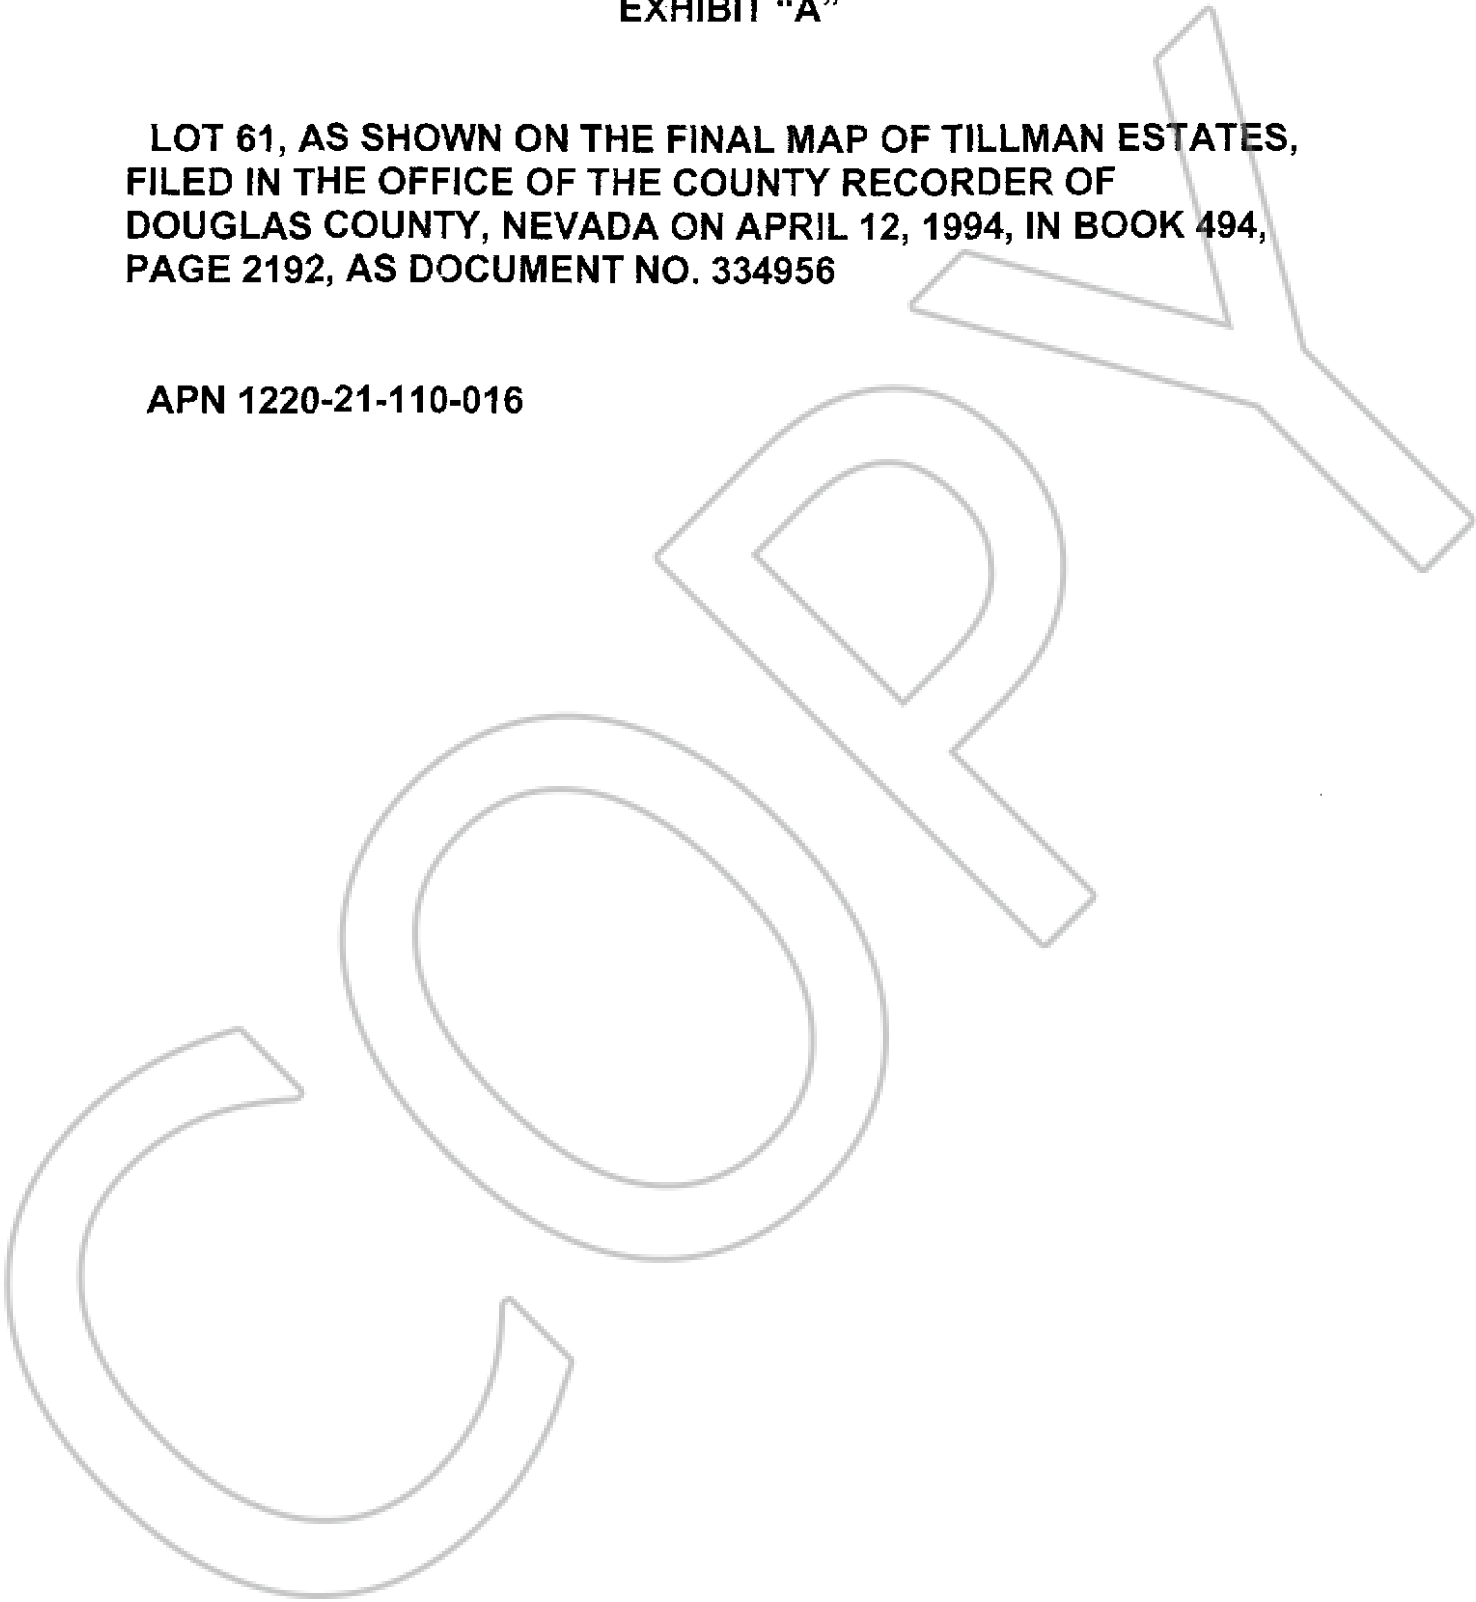 EXHIBIT “A”
LOT 61, AS SHOWN ON THE FINAL MAP OF TILLMAN ESTATES,
FILED IN THE OFFICE OF THE COUNTY RECORDER OF
DOUGLAS COUNTY, NEVADA ON APRIL 12, 1994, IN BOOK 494,
PAGE 2192, AS DOCUMENT NO. 334956
APN 1220-21-110-016
COPY